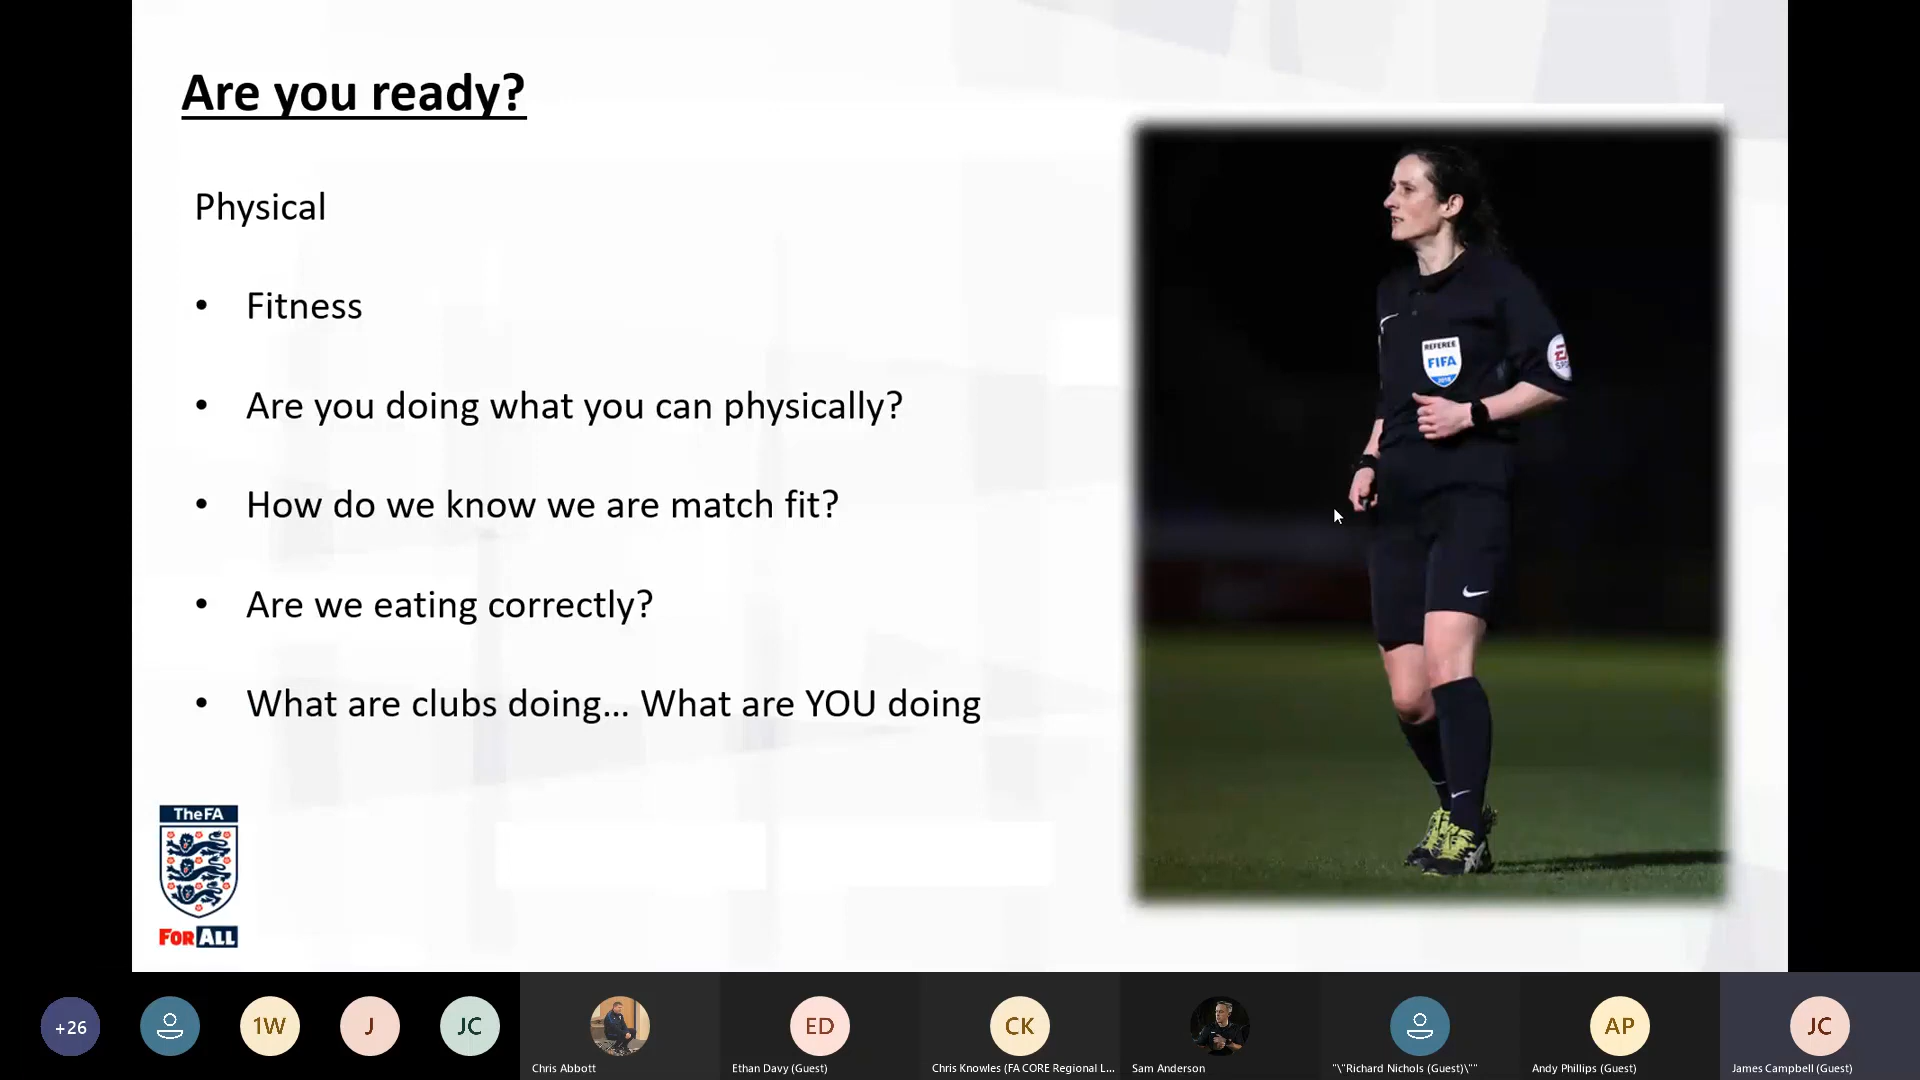 Are you ready?
Physical
• Fitness
• Are you doing what you can physically?
• How do we know we are match fit?
• Are we eating correctly?
• What are clubs doing... What are YOU doing
REFEREE
FIFA
2018
TheFA
FOR ALL
+26
1W
J
JC
ED
CK
AP
JC
Chris Abbott
Ethan Davy (Guest)
Chris Knowles (FA CORE Regional L...
Sam Anderson
"\"Richard Nichols (Guest)\""
Andy Phillips (Guest)
James Campbell (Guest)